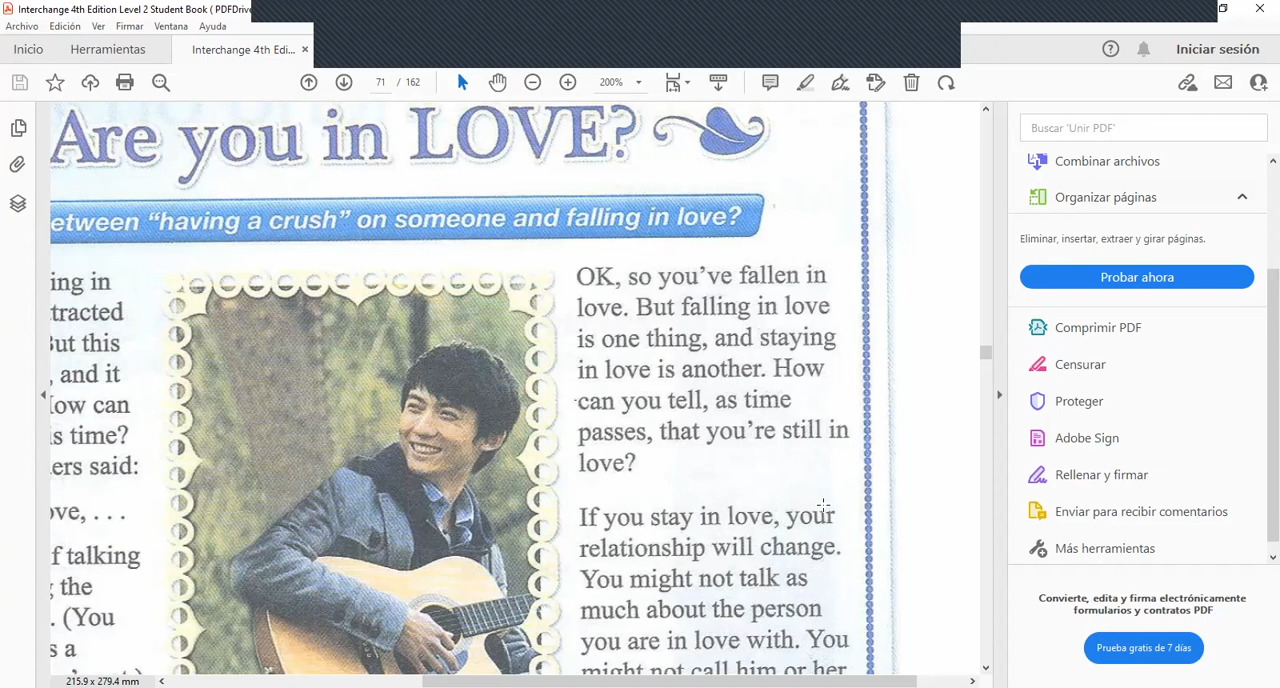 Interchange 4th Edition Level 2 Student Book ( PDFDrive
Archivo Edición Ver Firmar Ventana Ayuda
Inicio Herramientas Interchange 4th Edi... × Iniciar sesión
71 / 162 200%
Are you in LOVE?
etween "having a crush" on someone and falling in love?
ing in
tracted
But this
, and it
How can
is time?
ers said:
ove, . . .
f talking
g the
. (You
s a
OK, so you've fallen in
love. But falling in love
is one thing, and staying
in love is another. How
can you tell, as time
passes, that you're still in
love?
If you stay in love, your
relationship will change.
You might not talk as
much about the person
you are in love with. You
might not call him or her
215.9 x 279.4 mm
Buscar 'Unir PDF'
Combinar archivos
Organizar páginas
Eliminar, insertar, extraer y girar páginas.
Probar ahora
Comprimir PDF
Censurar
Proteger
Adobe Sign
Rellenar y firmar
Enviar para recibir comentarios
Más herramientas
Convierte, edita y firma electrónicamente
formularios y contratos PDF
Prueba gratis de 7 días